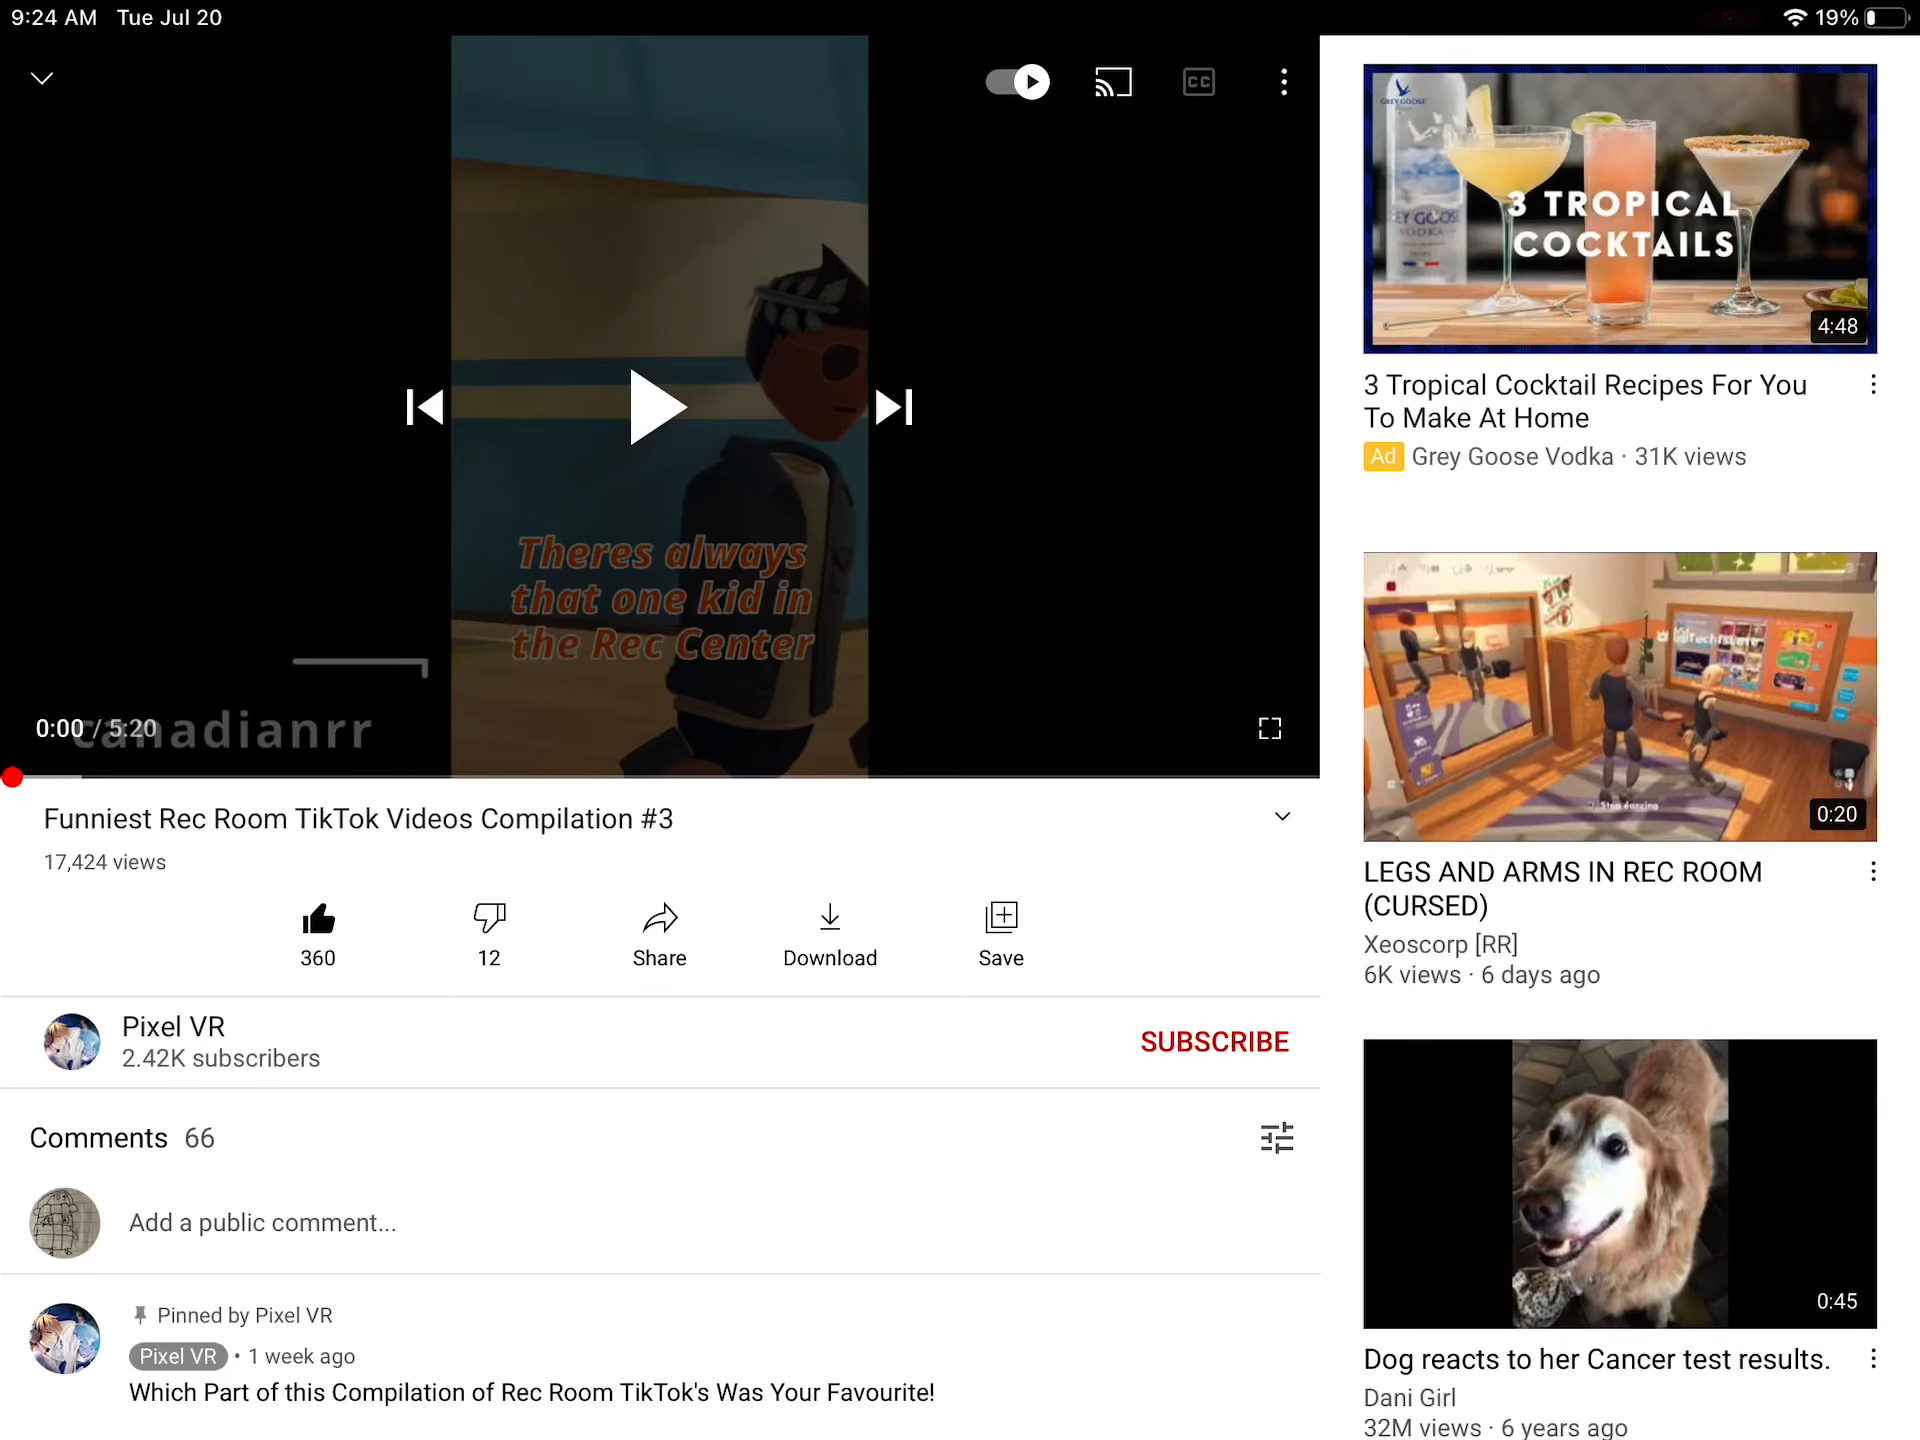 9:24 AM Tue Jul 20
19%
CC
Theres always
that one kid in
the Rec Center
0:00 / 5:20
canadianrr
Funniest Rec Room TikTok Videos Compilation #3
17,424 views
360
12
Share
Download
Save
Pixel VR
2.42K subscribers
SUBSCRIBE
Comments 66
Add a public comment...
Pinned by Pixel VR
Pixel VR • 1 week ago
Which Part of this Compilation of Rec Room TikTok's Was Your Favourite!
GREY GOOSE
3 TROPICAL
COCKTAILS
4:48
3 Tropical Cocktail Recipes For You
To Make At Home
Ad Grey Goose Vodka · 31K views
Stop dancing
0:20
LEGS AND ARMS IN REC ROOM
(CURSED)
Xeoscorp [RR]
6K views · 6 days ago
0:45
Dog reacts to her Cancer test results.
Dani Girl
32M views · 6 years ago